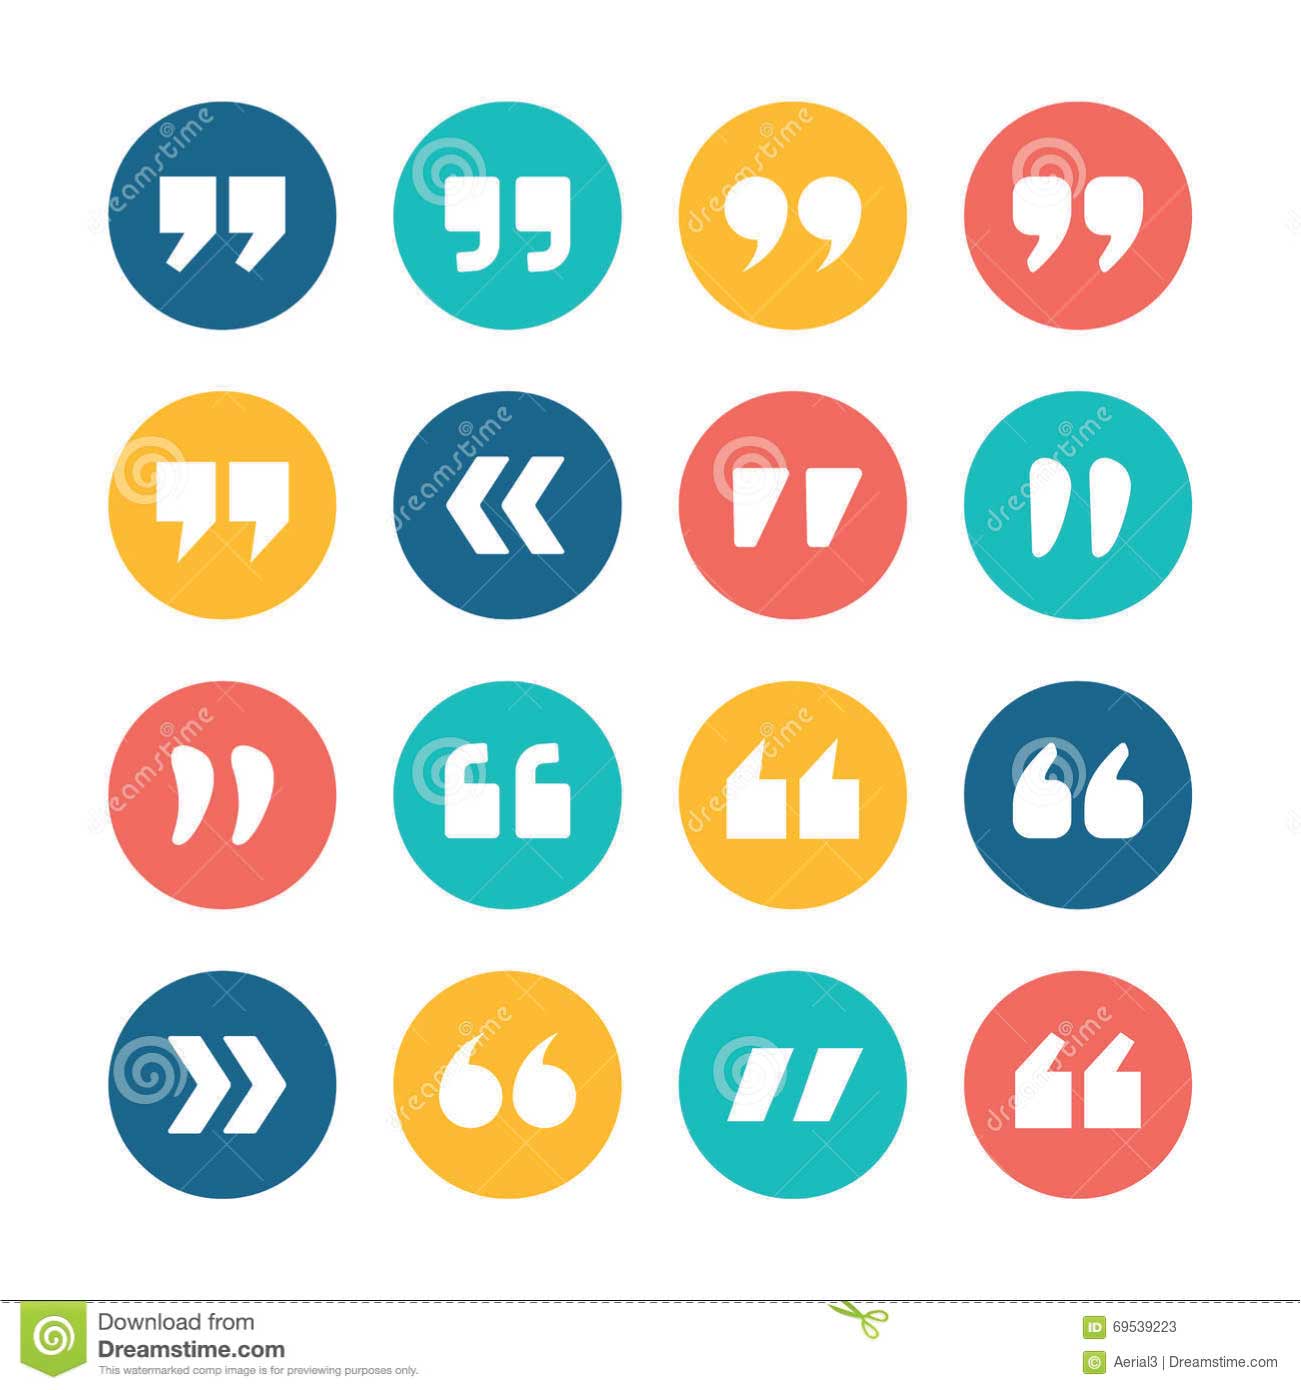 ” ” ” ”
” « " "
” “ “ “
» “ " “
Download from
Dreamstime.com
This watermarked comp image is for previewing purposes only.
ID 69539223
© Aerial3 | Dreamstime.com